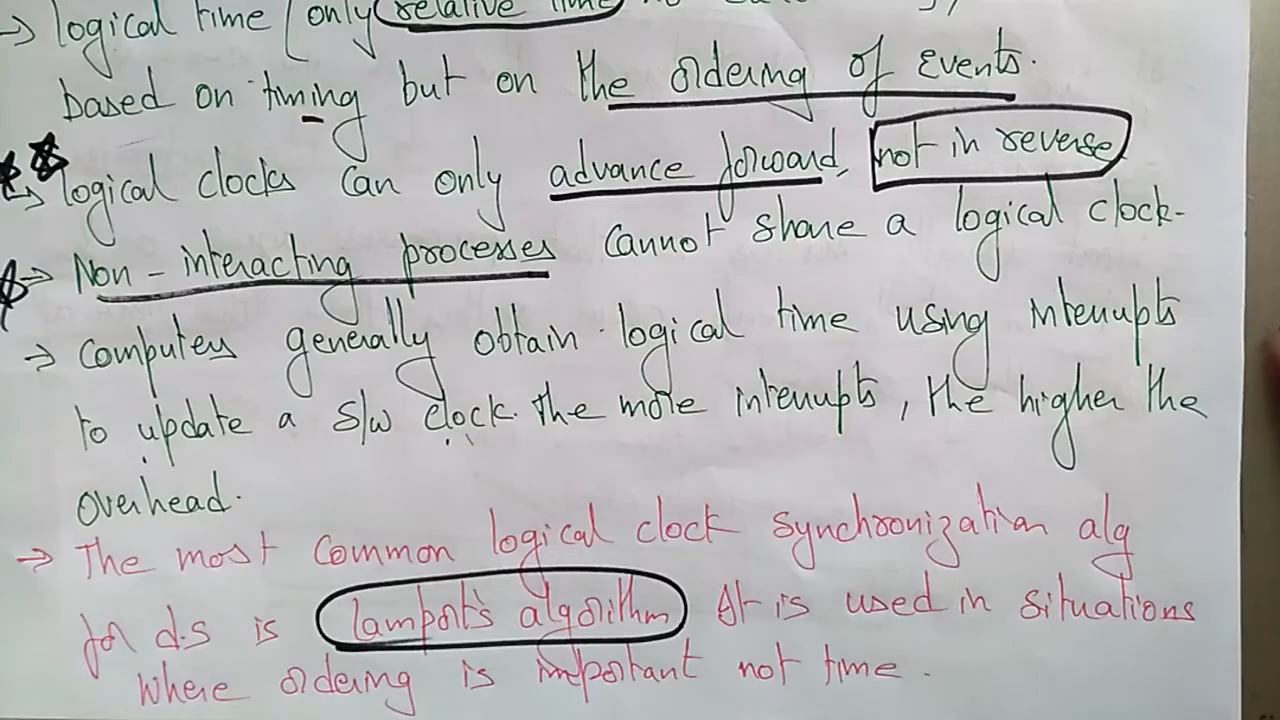 → logical time (only relative time
based on timing but on the ordering of events.
→ logical clocks can only advance forward, not in reverse
→ Non-interacting processes cannot share a logical clock-
→ Computers generally obtain logical time using interrupts
to update a s/w clock. The more interrupts, the higher the
overhead.
→ The most common logical clock synchronization alg
for d.s is lamport's algorithm It is used in situations
where ordering is important not time.